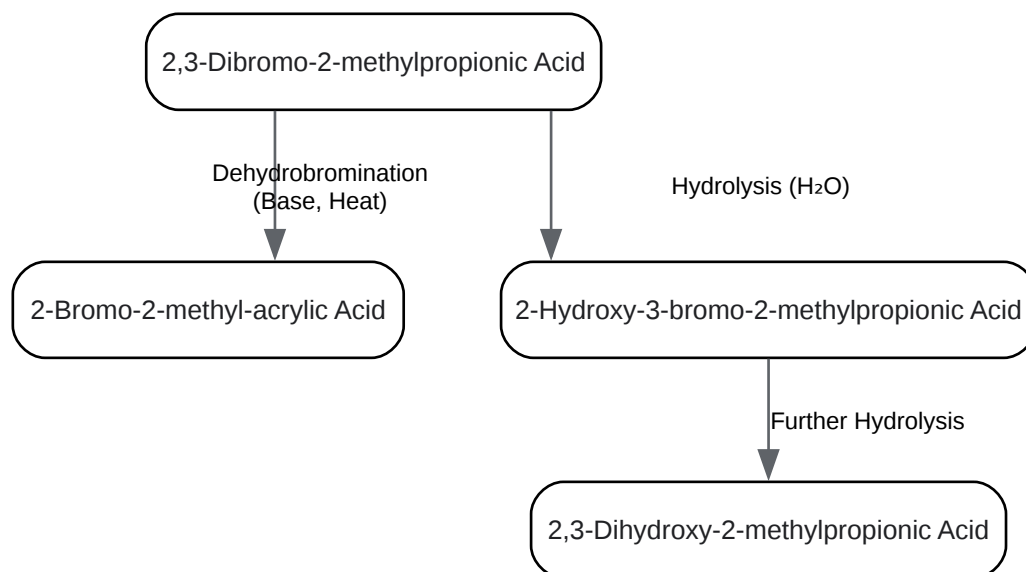 2,3-Dibromo-2-methylpropionic Acid
Dehydrobromination
(Base, Heat)
Hydrolysis (H₂O)
2-Bromo-2-methyl-acrylic Acid
2-Hydroxy-3-bromo-2-methylpropionic Acid
Further Hydrolysis
2,3-Dihydroxy-2-methylpropionic Acid